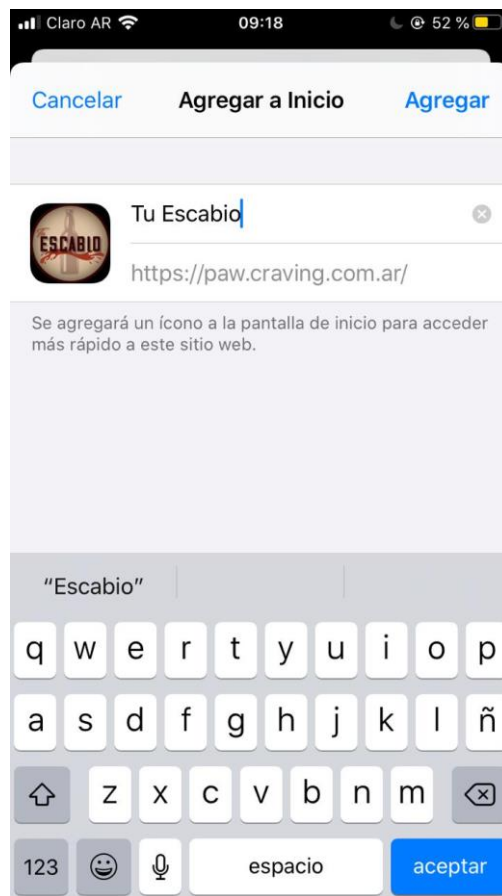 Claro AR 09:18 52 %
Cancelar Agregar a Inicio Agregar
ESCABIO
Tu Escabio
https://paw.craving.com.ar/
Se agregará un ícono a la pantalla de inicio para acceder
más rápido a este sitio web.
“Escabio”
q w e r t y u i o p
a s d f g h j k l ñ
z x c v b n m
123 espacio aceptar